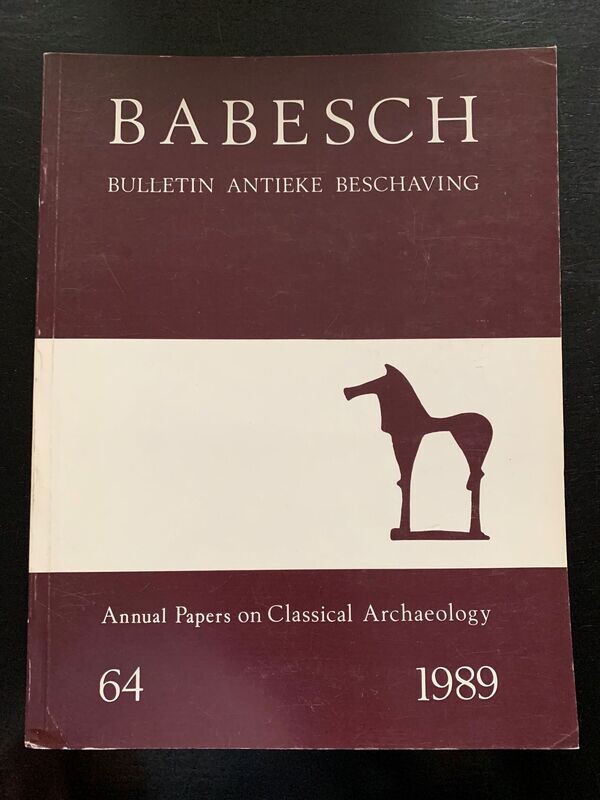 BABESCH
BULLETIN ANTIEKE BESCHAVING
Annual Papers on Classical Archaeology
64 1989